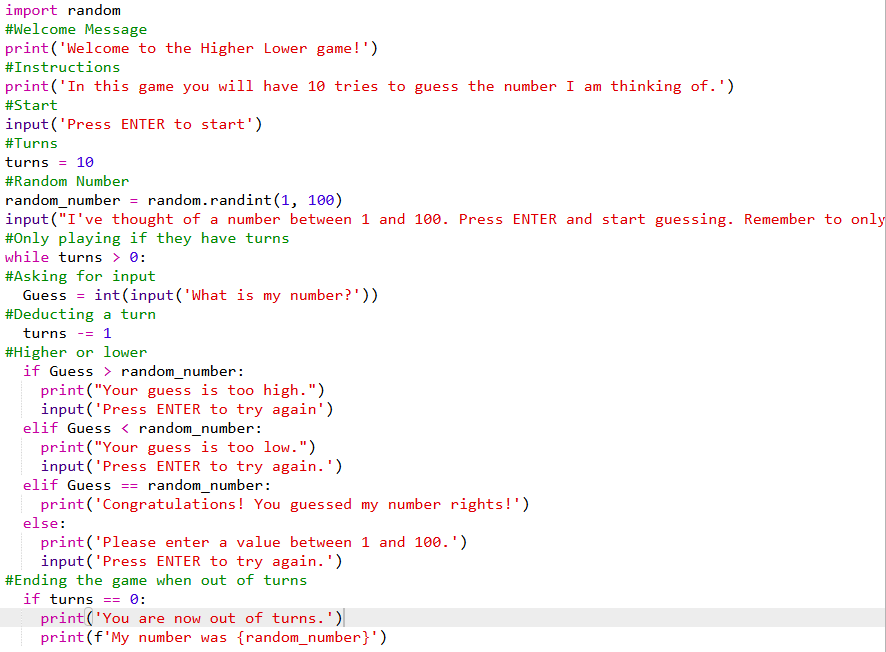 import random
#Welcome Message
print('Welcome to the Higher Lower game!')
#Instructions
print('In this game you will have 10 tries to guess the number I am thinking of.')
#Start
input('Press ENTER to start')
#Turns
turns = 10
#Random Number
random_number = random.randint(1, 100)
input("I've thought of a number between 1 and 100. Press ENTER and start guessing. Remember to only
#Only playing if they have turns
while turns > 0:
#Asking for input
  Guess = int(input('What is my number?'))
#Deducting a turn
  turns -= 1
#Higher or lower
  if Guess > random_number:
    print("Your guess is too high.")
    input('Press ENTER to try again')
  elif Guess < random_number:
    print("Your guess is too low.")
    input('Press ENTER to try again.')
  elif Guess == random_number:
    print('Congratulations! You guessed my number rights!')
  else:
    print('Please enter a value between 1 and 100.')
    input('Press ENTER to try again.')
#Ending the game when out of turns
  if turns == 0:
    print('You are now out of turns.')
    print(f'My number was {random_number}')